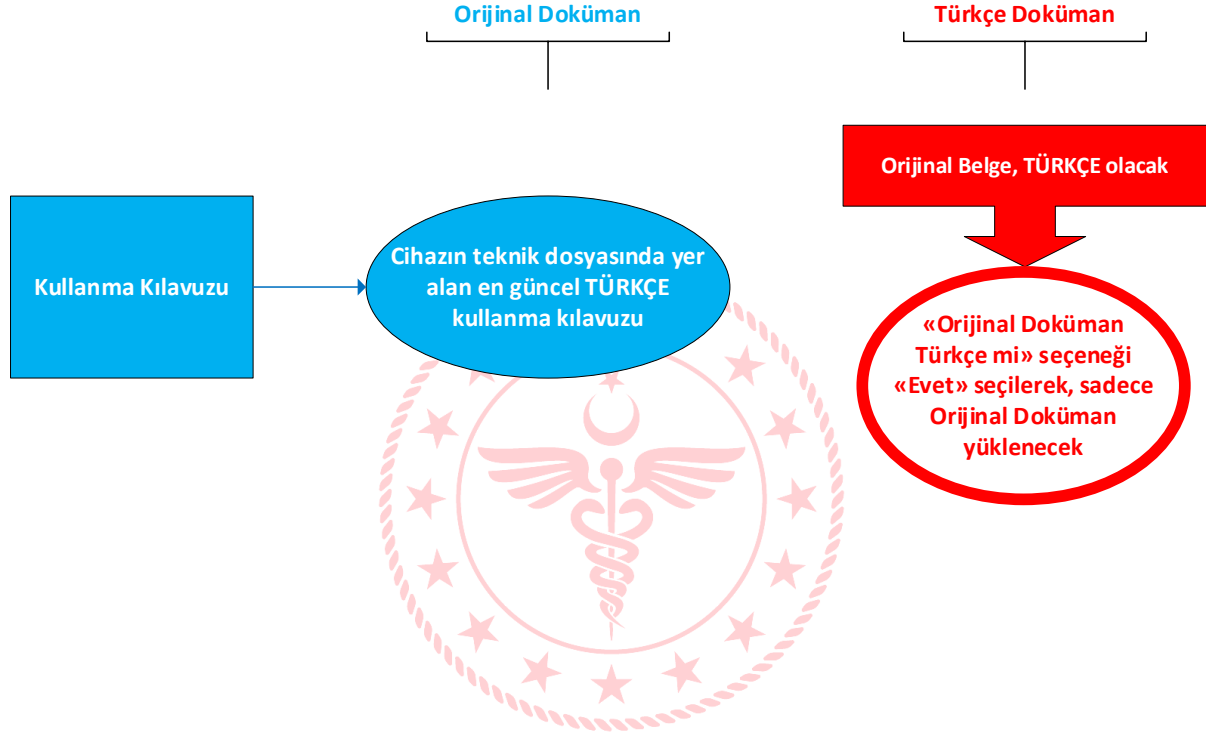 Orijinal Doküman
Türkçe Doküman
Orijinal Belge, TÜRKÇE olacak
Kullanma Kılavuzu
Cihazın teknik dosyasında yer
alan en güncel TÜRKÇE
kullanma kılavuzu
«Orijinal Doküman
Türkçe mi» seçeneği
«Evet» seçilerek, sadece
Orijinal Doküman
yüklenecek